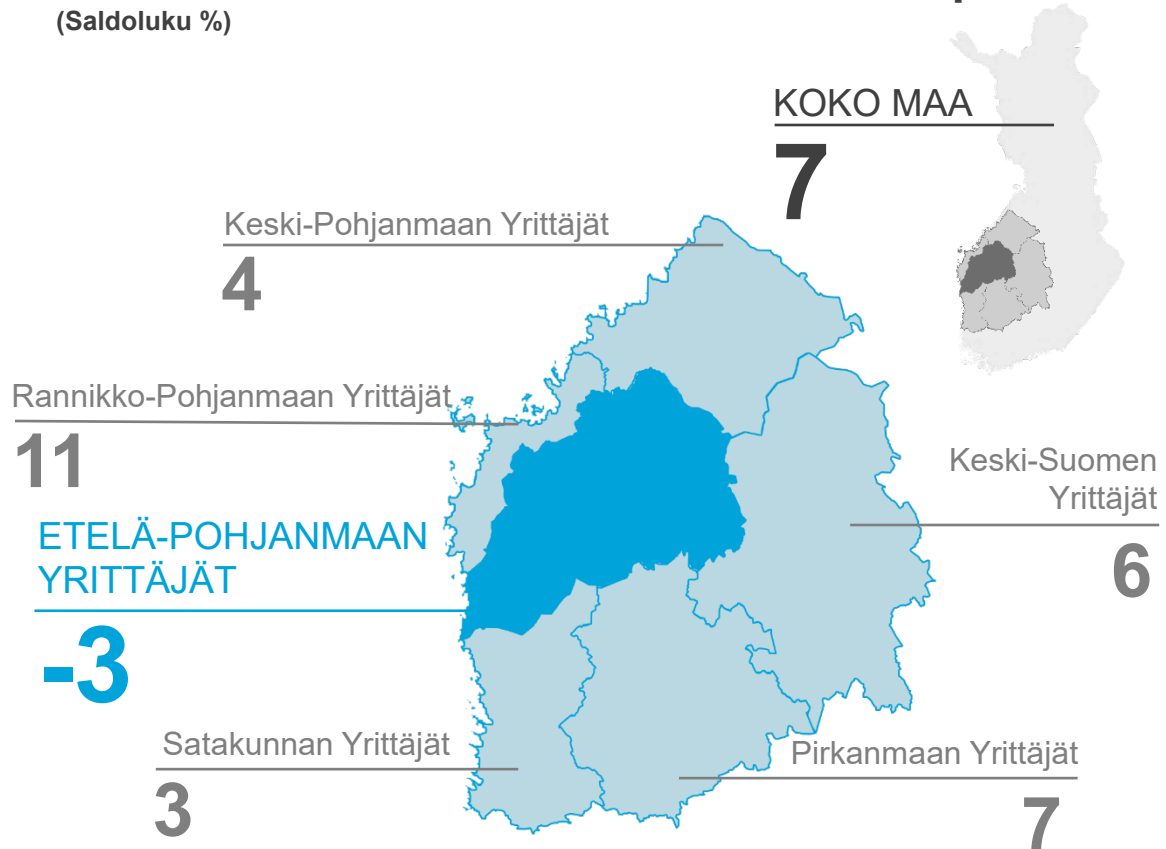 (Saldoluku %)
KOKO MAA
7
Keski-Pohjanmaan Yrittäjät
4
Rannikko-Pohjanmaan Yrittäjät
11
Keski-Suomen
Yrittäjät
6
ETELÄ-POHJANMAAN
YRITTÄJÄT
-3
Satakunnan Yrittäjät
3
Pirkanmaan Yrittäjät
7